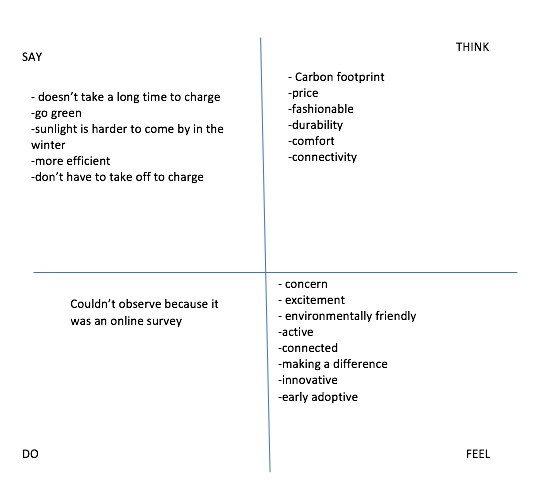 SAY
- doesn’t take a long time to charge
-go green
-sunlight is harder to come by in the
winter
-more efficient
-don’t have to take off to charge
THINK
- Carbon footprint
-price
-fashionable
-durability
-comfort
-connectivity
Couldn’t observe because it
was an online survey
DO
- concern
- excitement
- environmentally friendly
-active
-connected
-making a difference
-innovative
-early adoptive
FEEL